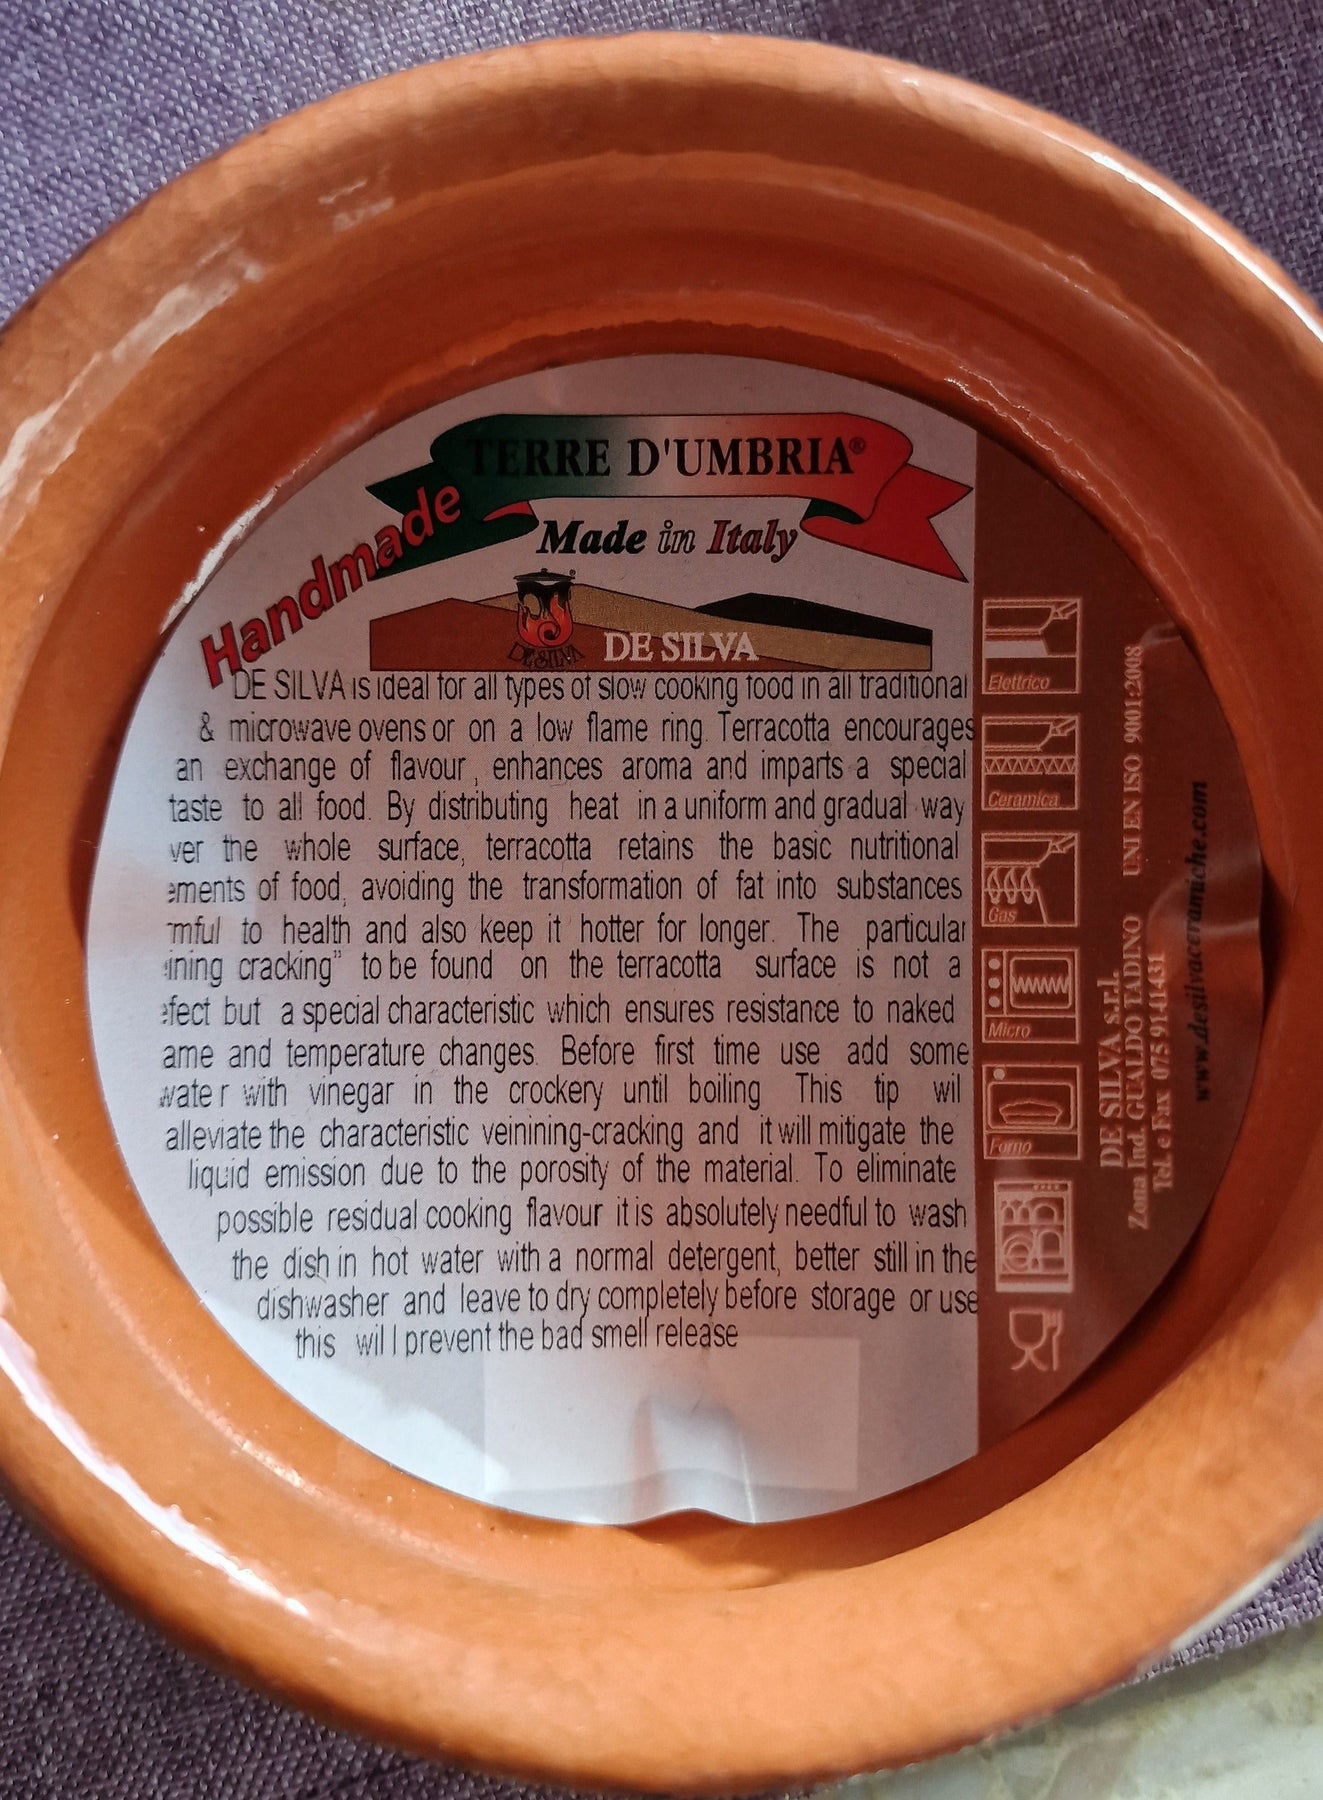 TERRE D'UMBRIA®
Handmade
Made in Italy
DE SILVA
DE SILVA
DE SILVA is ideal for all types of slow cooking food in all traditional
& microwave ovens or on a low flame ring. Terracotta encourages
an exchange of flavour, enhances aroma and imparts a special
taste to all food. By distributing heat in a uniform and gradual way
ver the whole surface, terracotta retains the basic nutritional
ements of food, avoiding the transformation of fat into substances
rmful to health and also keep it hotter for longer. The particular
ining cracking" to be found on the terracotta surface is not a
efect but a special characteristic which ensures resistance to naked
ame and temperature changes. Before first time use add some
water with vinegar in the crockery until boiling This tip wil
alleviate the characteristic veinining-cracking and it will mitigate the
liquid emission due to the porosity of the material. To eliminate
possible residual cooking flavour it is absolutely needful to wash
the dish in hot water with a normal detergent, better still in the
dishwasher and leave to dry completely before storage or use
this wil l prevent the bad smell release
Elettrico
Ceramica
Gas
Micro
Forno
DE SILVA s.r.l. UNI EN ISO 9001:2008
Zona Ind. GUALDO TADINO
Tel. e Fax 075 9141431
www.desilvaceramiche.com